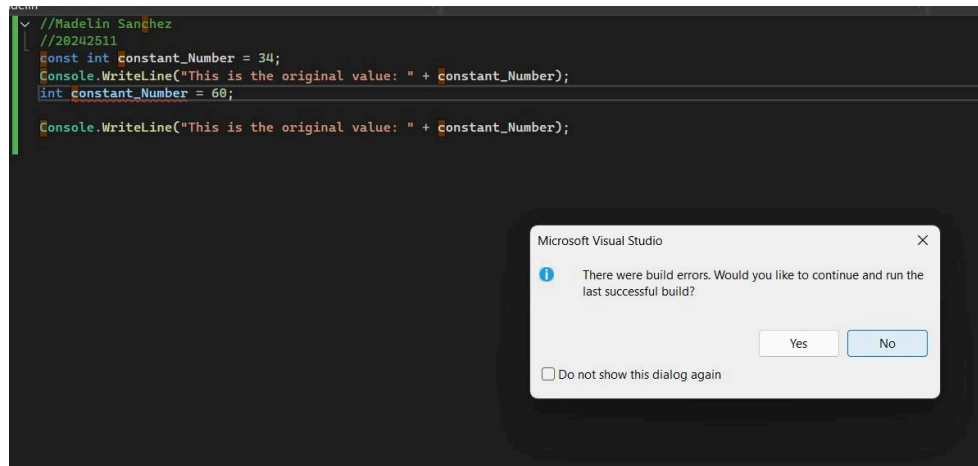 //Madelin Sanchez
//20242511
const int constant_Number = 34;
Console.WriteLine("This is the original value: " + constant_Number);
int constant_Number = 60;
Console.WriteLine("This is the original value: " + constant_Number);
Microsoft Visual Studio
There were build errors. Would you like to continue and run the
last successful build?
Yes No
Do not show this dialog again